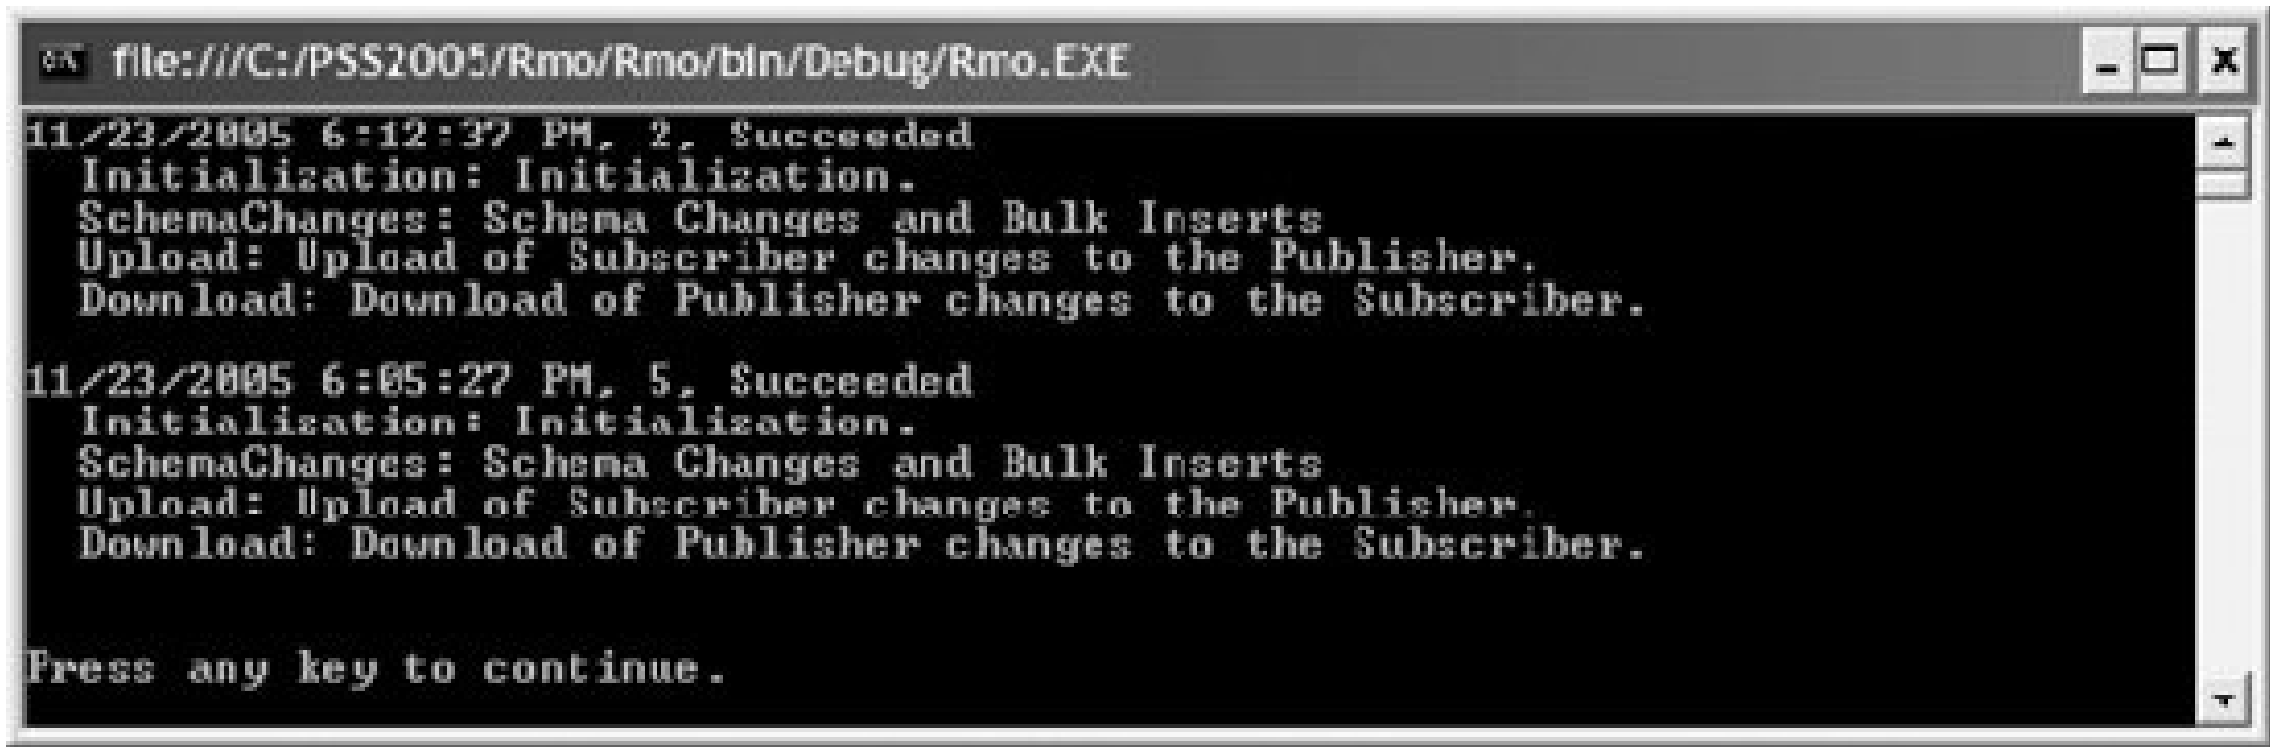 file:///C:/PSS2005/Rmo/Rmo/bin/Debug/Rmo.EXE
11/23/2005 6:12:37 PM, 2, Succeeded
Initialization: Initialization.
SchemaChanges: Schema Changes and Bulk Inserts
Upload: Upload of Subscriber changes to the Publisher.
Download: Download of Publisher changes to the Subscriber.
11/23/2005 6:05:27 PM, 5, Succeeded
Initialization: Initialization.
SchemaChanges: Schema Changes and Bulk Inserts
Upload: Upload of Subscriber changes to the Publisher.
Download: Download of Publisher changes to the Subscriber.
Press any key to continue.